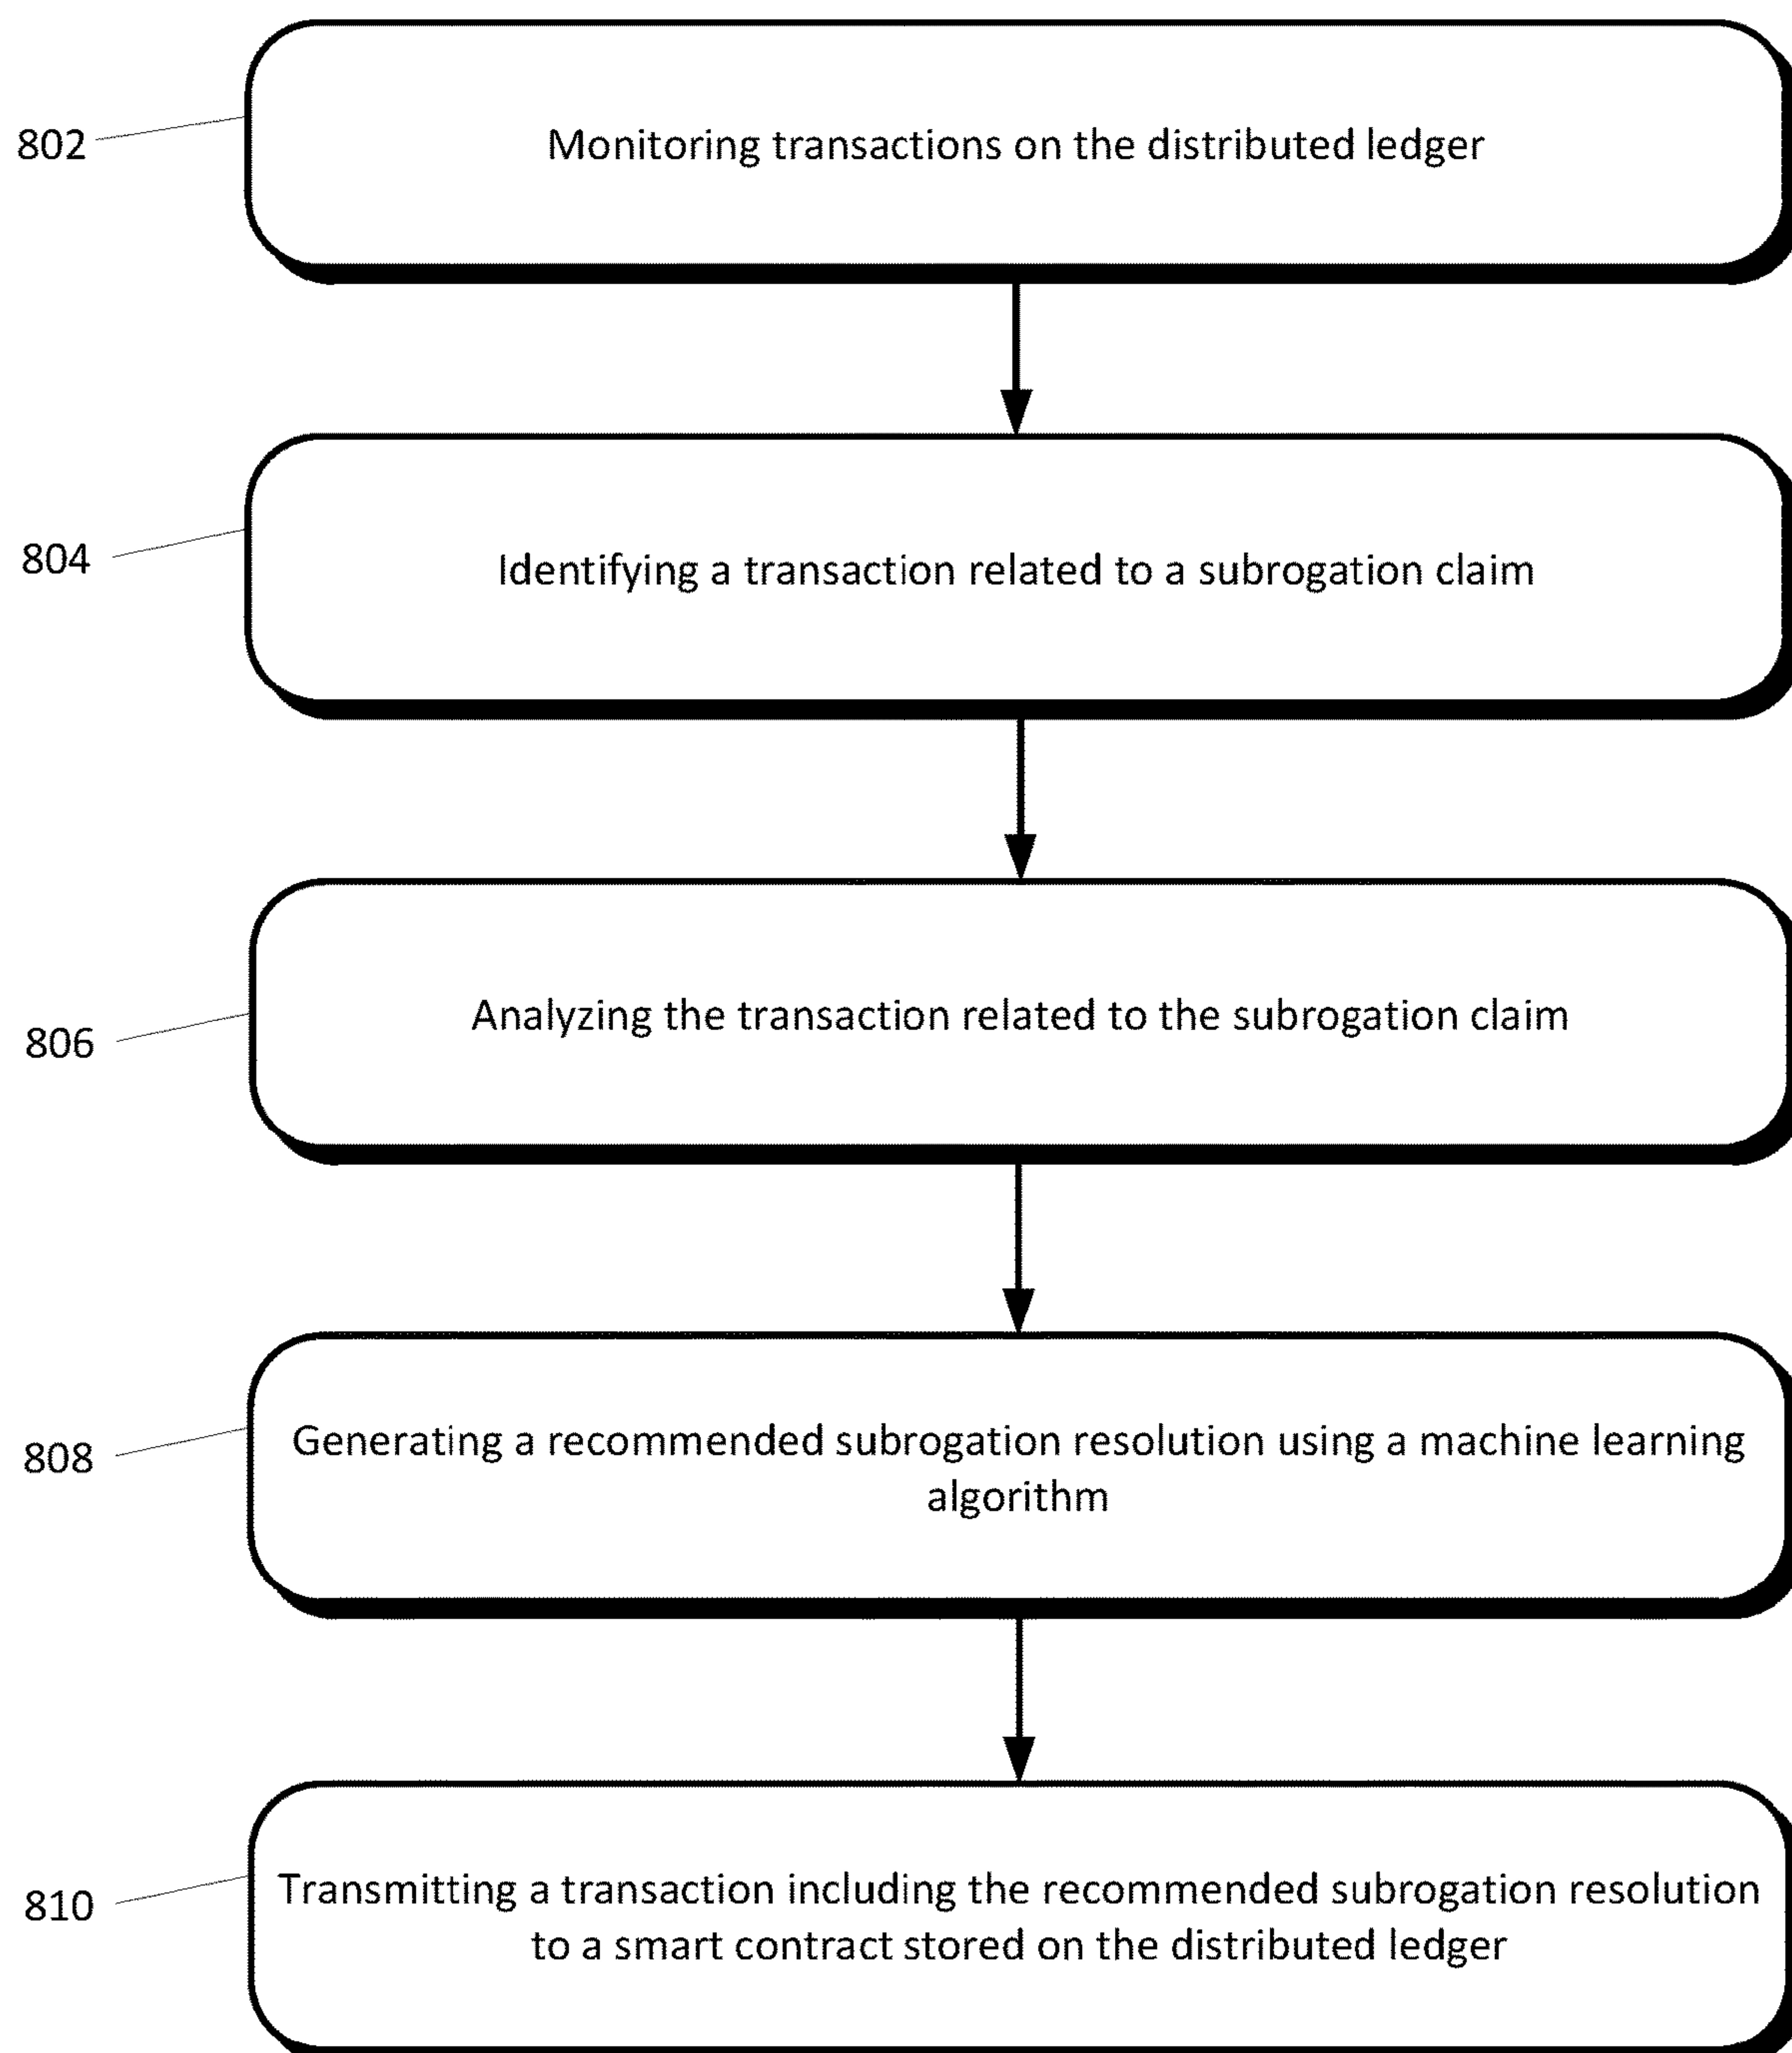 802
Monitoring transactions on the distributed ledger
804
Identifying a transaction related to a subrogation claim
806
Analyzing the transaction related to the subrogation claim
808
Generating a recommended subrogation resolution using a machine learning
algorithm
810
Transmitting a transaction including the recommended subrogation resolution
to a smart contract stored on the distributed ledger